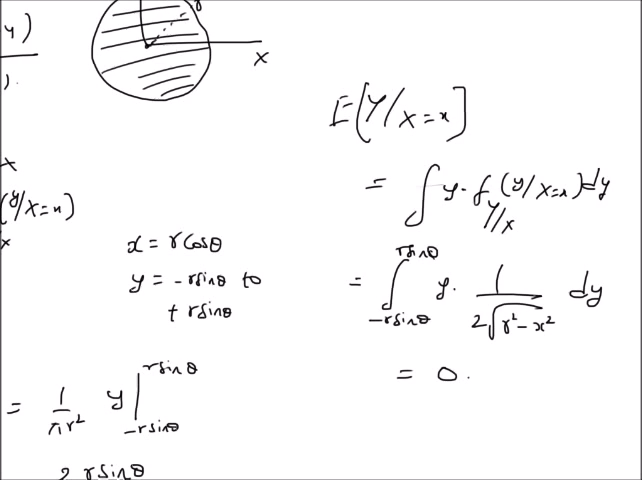 y)
).
r
X
x
(y/X=x)
x
x = r cosθ
y = -r sinθ to
+ r sinθ
= 1/πr² y |_{-r sinθ}^{r sinθ}
2 r sinθ
E[Y/X=x]
= ∫ y · f_{Y/X} (y/X=x) dy
= ∫_{-r sinθ}^{r sinθ} y · 1/(2√(r²-x²)) dy
= 0.